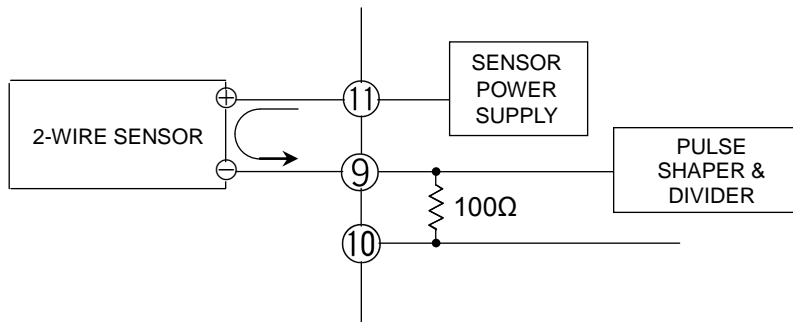 SENSOR
POWER
SUPPLY
+
11
2-WIRE SENSOR
PULSE
SHAPER &
DIVIDER
−
9
100Ω
10